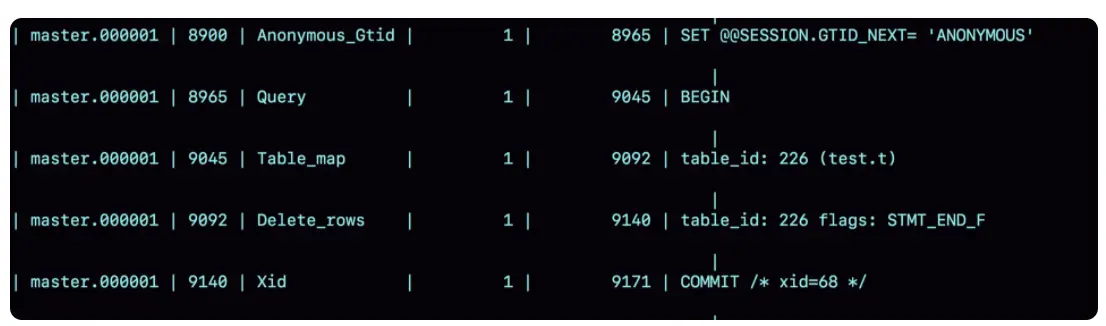 | master.000001 | 8900 | Anonymous_Gtid | 1 | 8965 | SET @@SESSION.GTID_NEXT= 'ANONYMOUS'
|
| master.000001 | 8965 | Query | 1 | 9045 | BEGIN
|
| master.000001 | 9045 | Table_map | 1 | 9092 | table_id: 226 (test.t)
|
| master.000001 | 9092 | Delete_rows | 1 | 9140 | table_id: 226 flags: STMT_END_F
|
| master.000001 | 9140 | Xid | 1 | 9171 | COMMIT /* xid=68 */